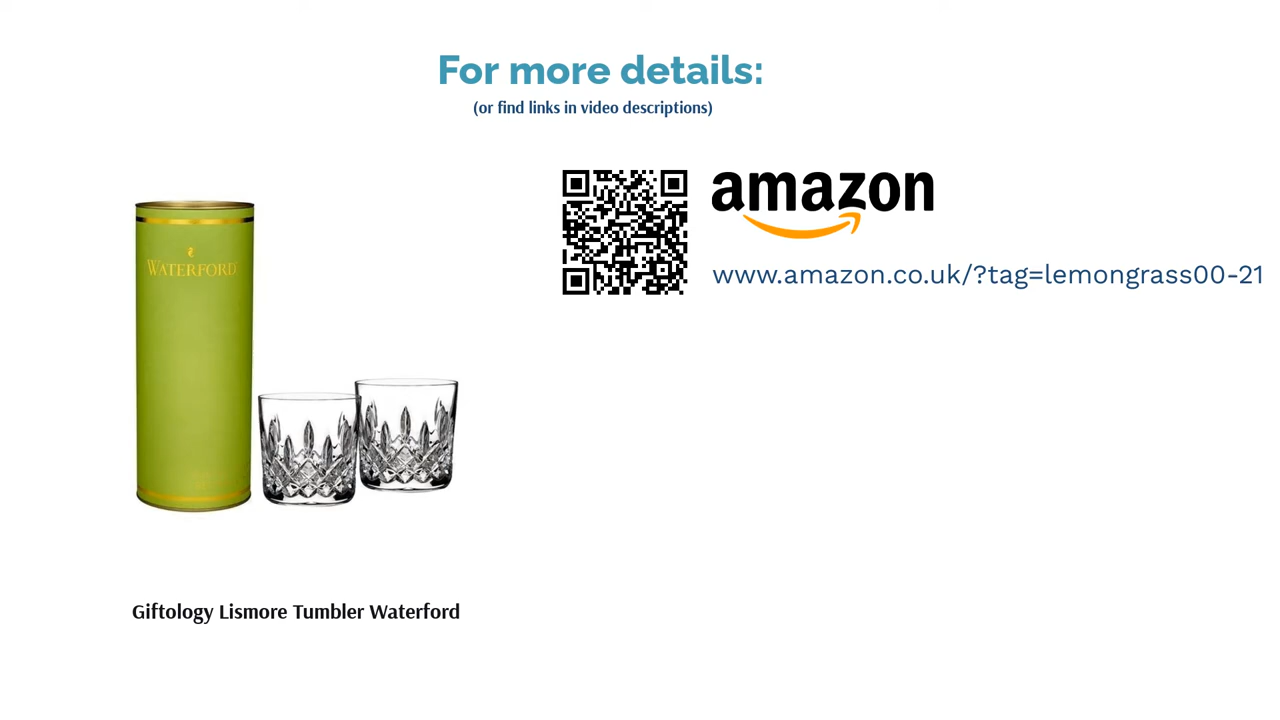 For more details:
(or find links in video descriptions)
amazon
www.amazon.co.uk/?tag=lemongrass00-21
WATERFORD
Giftology Lismore Tumbler Waterford